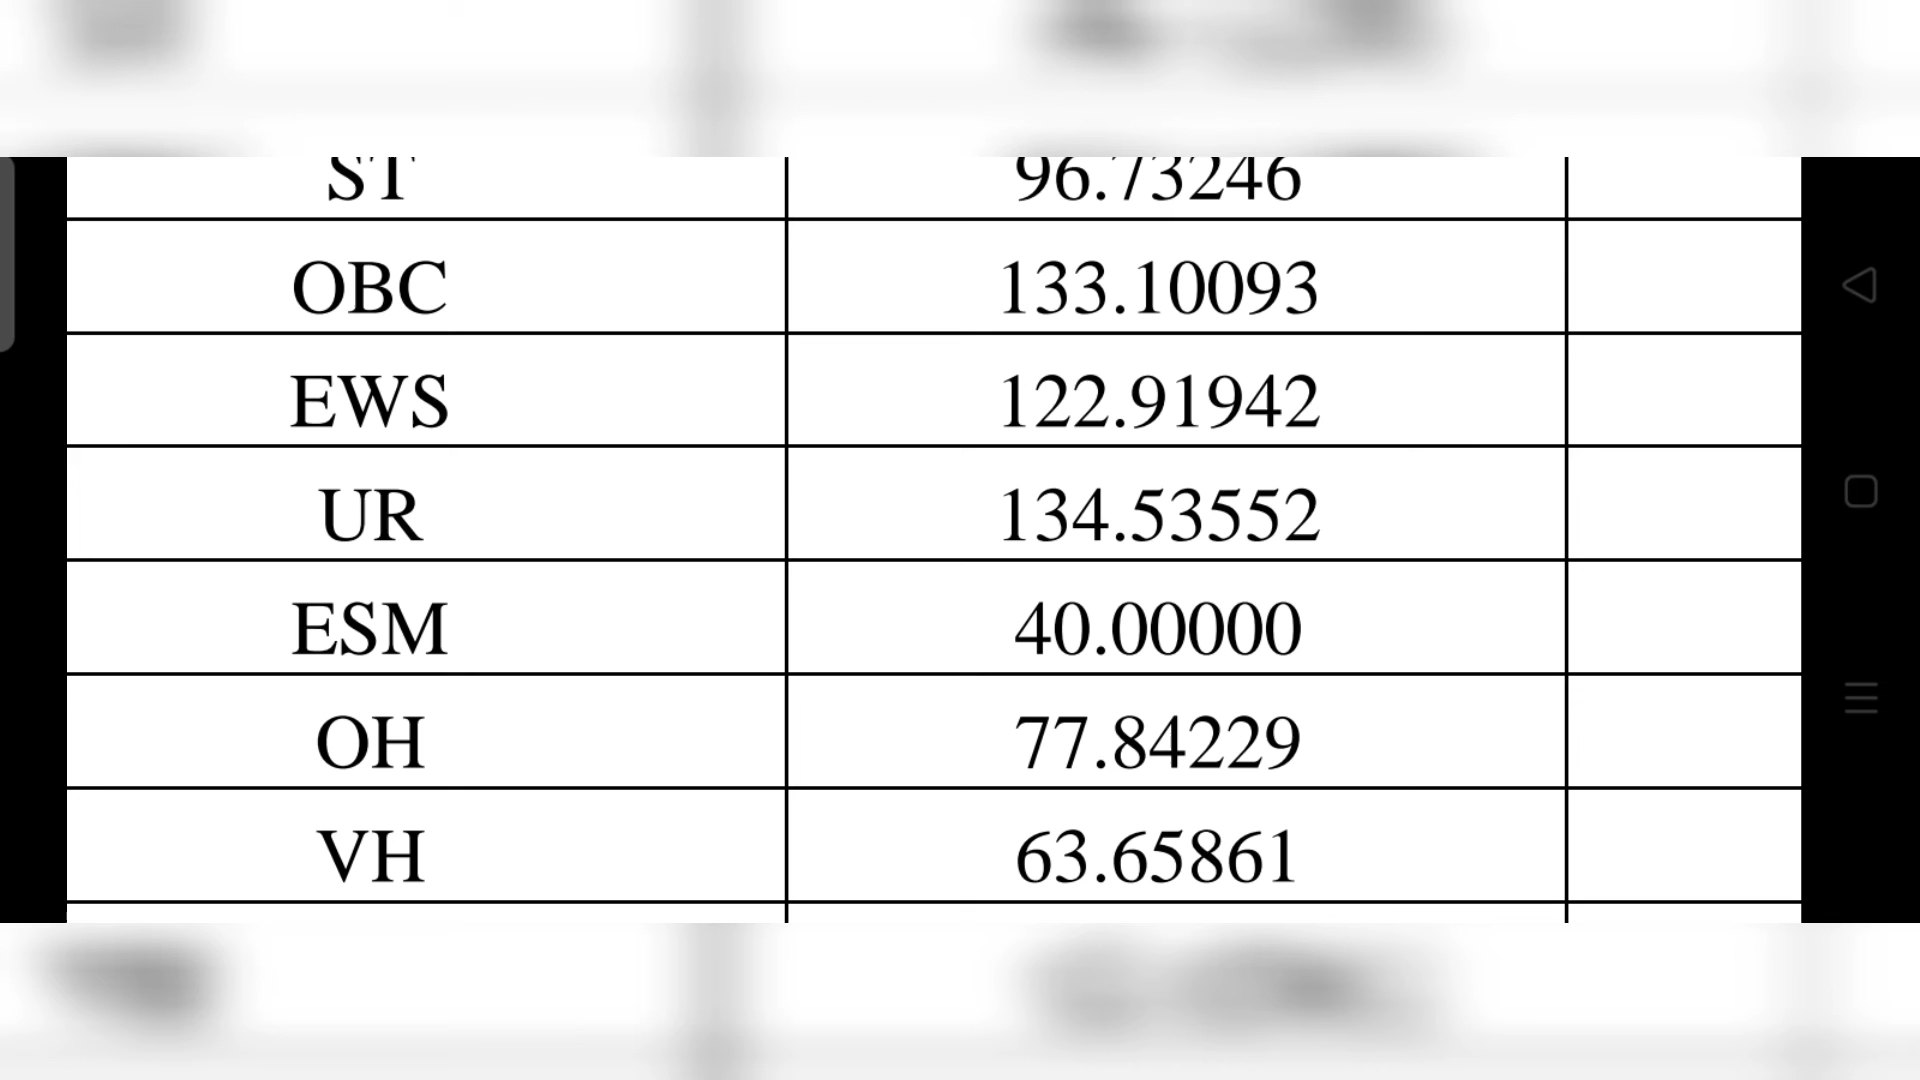 ST 96.73246
OBC 133.10093
EWS 122.91942
UR 134.53552
ESM 40.00000
OH 77.84229
VH 63.65861